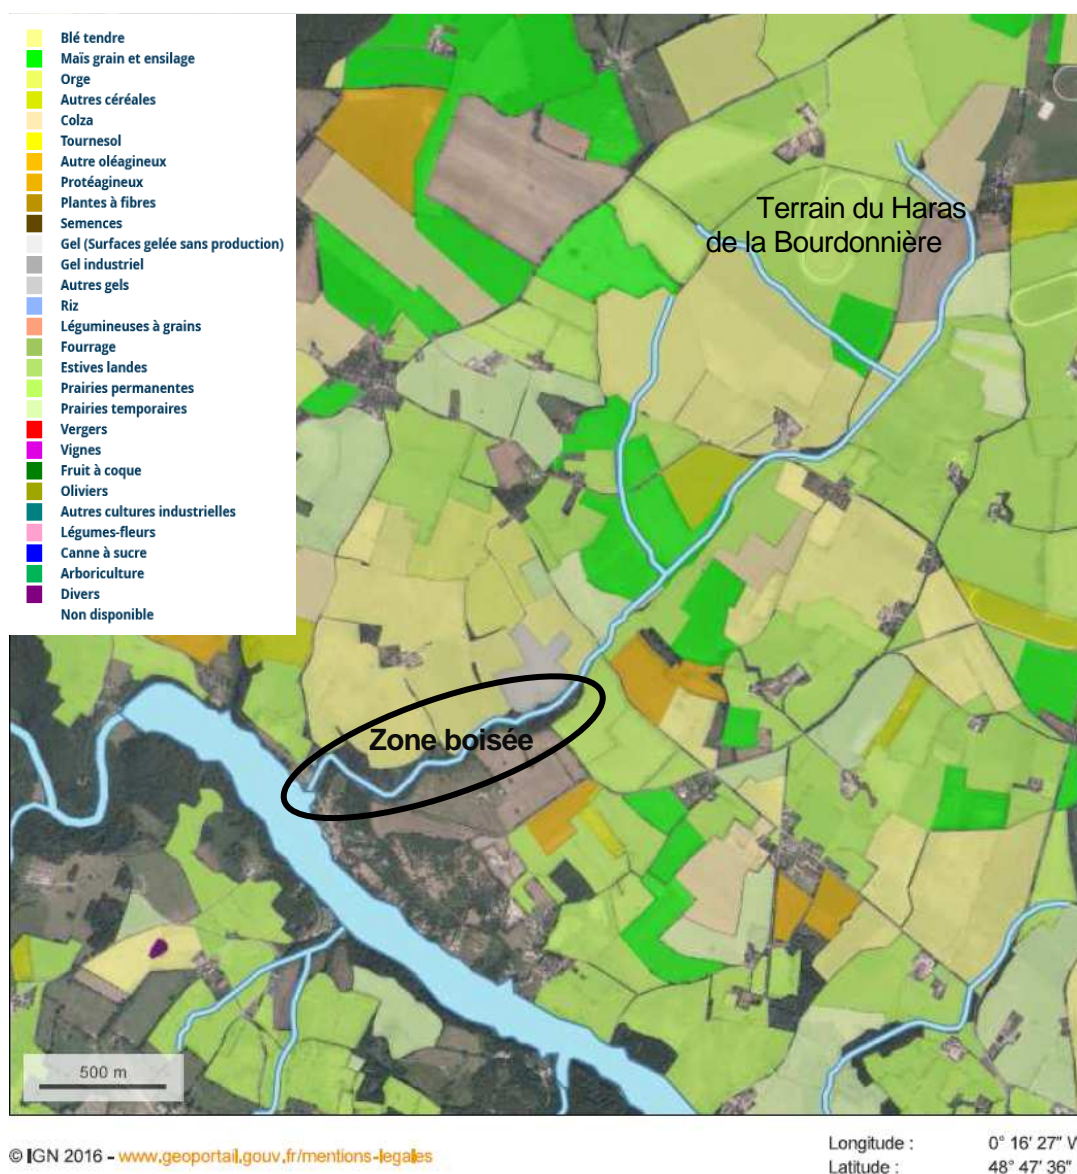 Blé tendre
Maïs grain et ensilage
Orge
Autres céréales
Colza
Tournesol
Autre oléagineux
Protéagineux
Plantes à fibres
Semences
Gel (Surfaces gelée sans production)
Gel industriel
Autres gels
Riz
Légumineuses à grains
Fourrage
Estives landes
Prairies permanentes
Prairies temporaires
Vergers
Vignes
Fruit à coque
Oliviers
Autres cultures industrielles
Légumes-fleurs
Canne à sucre
Arboriculture
Divers
Non disponible
Terrain du Haras
de la Bourdonnière
Zone boisée
500 m
© IGN 2016 - www.geoportail.gouv.fr/mentions-legales
Longitude : 0° 16' 27" W
Latitude : 48° 47' 36"